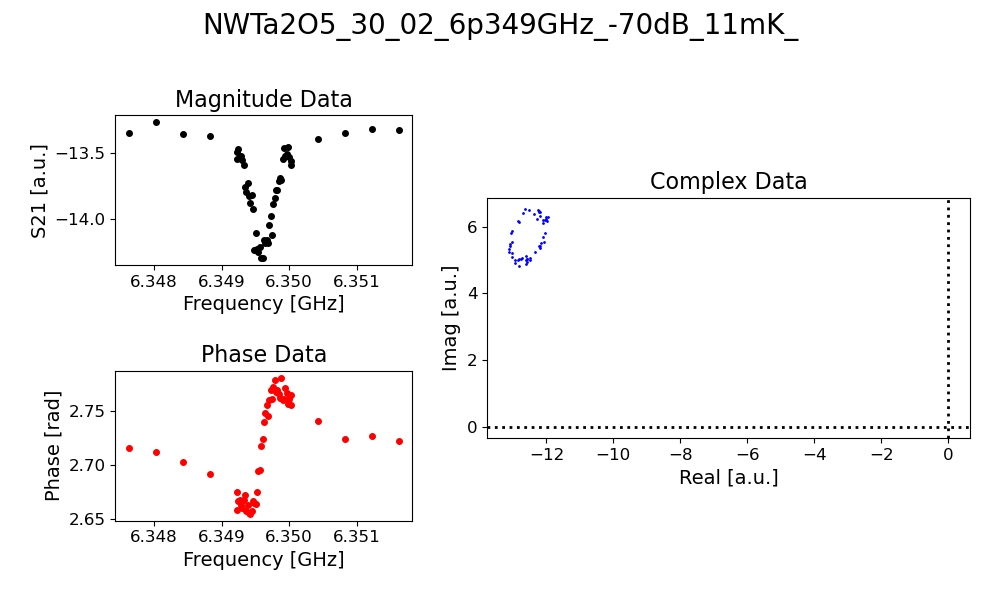 NWTa2O5_30_02_6p349GHz_-70dB_11mK_
Magnitude Data
S21 [a.u.]
−13.5
−14.0
6.348 6.349 6.350 6.351
Frequency [GHz]
Phase Data
Phase [rad]
2.75
2.70
2.65
6.348 6.349 6.350 6.351
Frequency [GHz]
Complex Data
Imag [a.u.]
6
4
2
0
−12 −10 −8 −6 −4 −2 0
Real [a.u.]